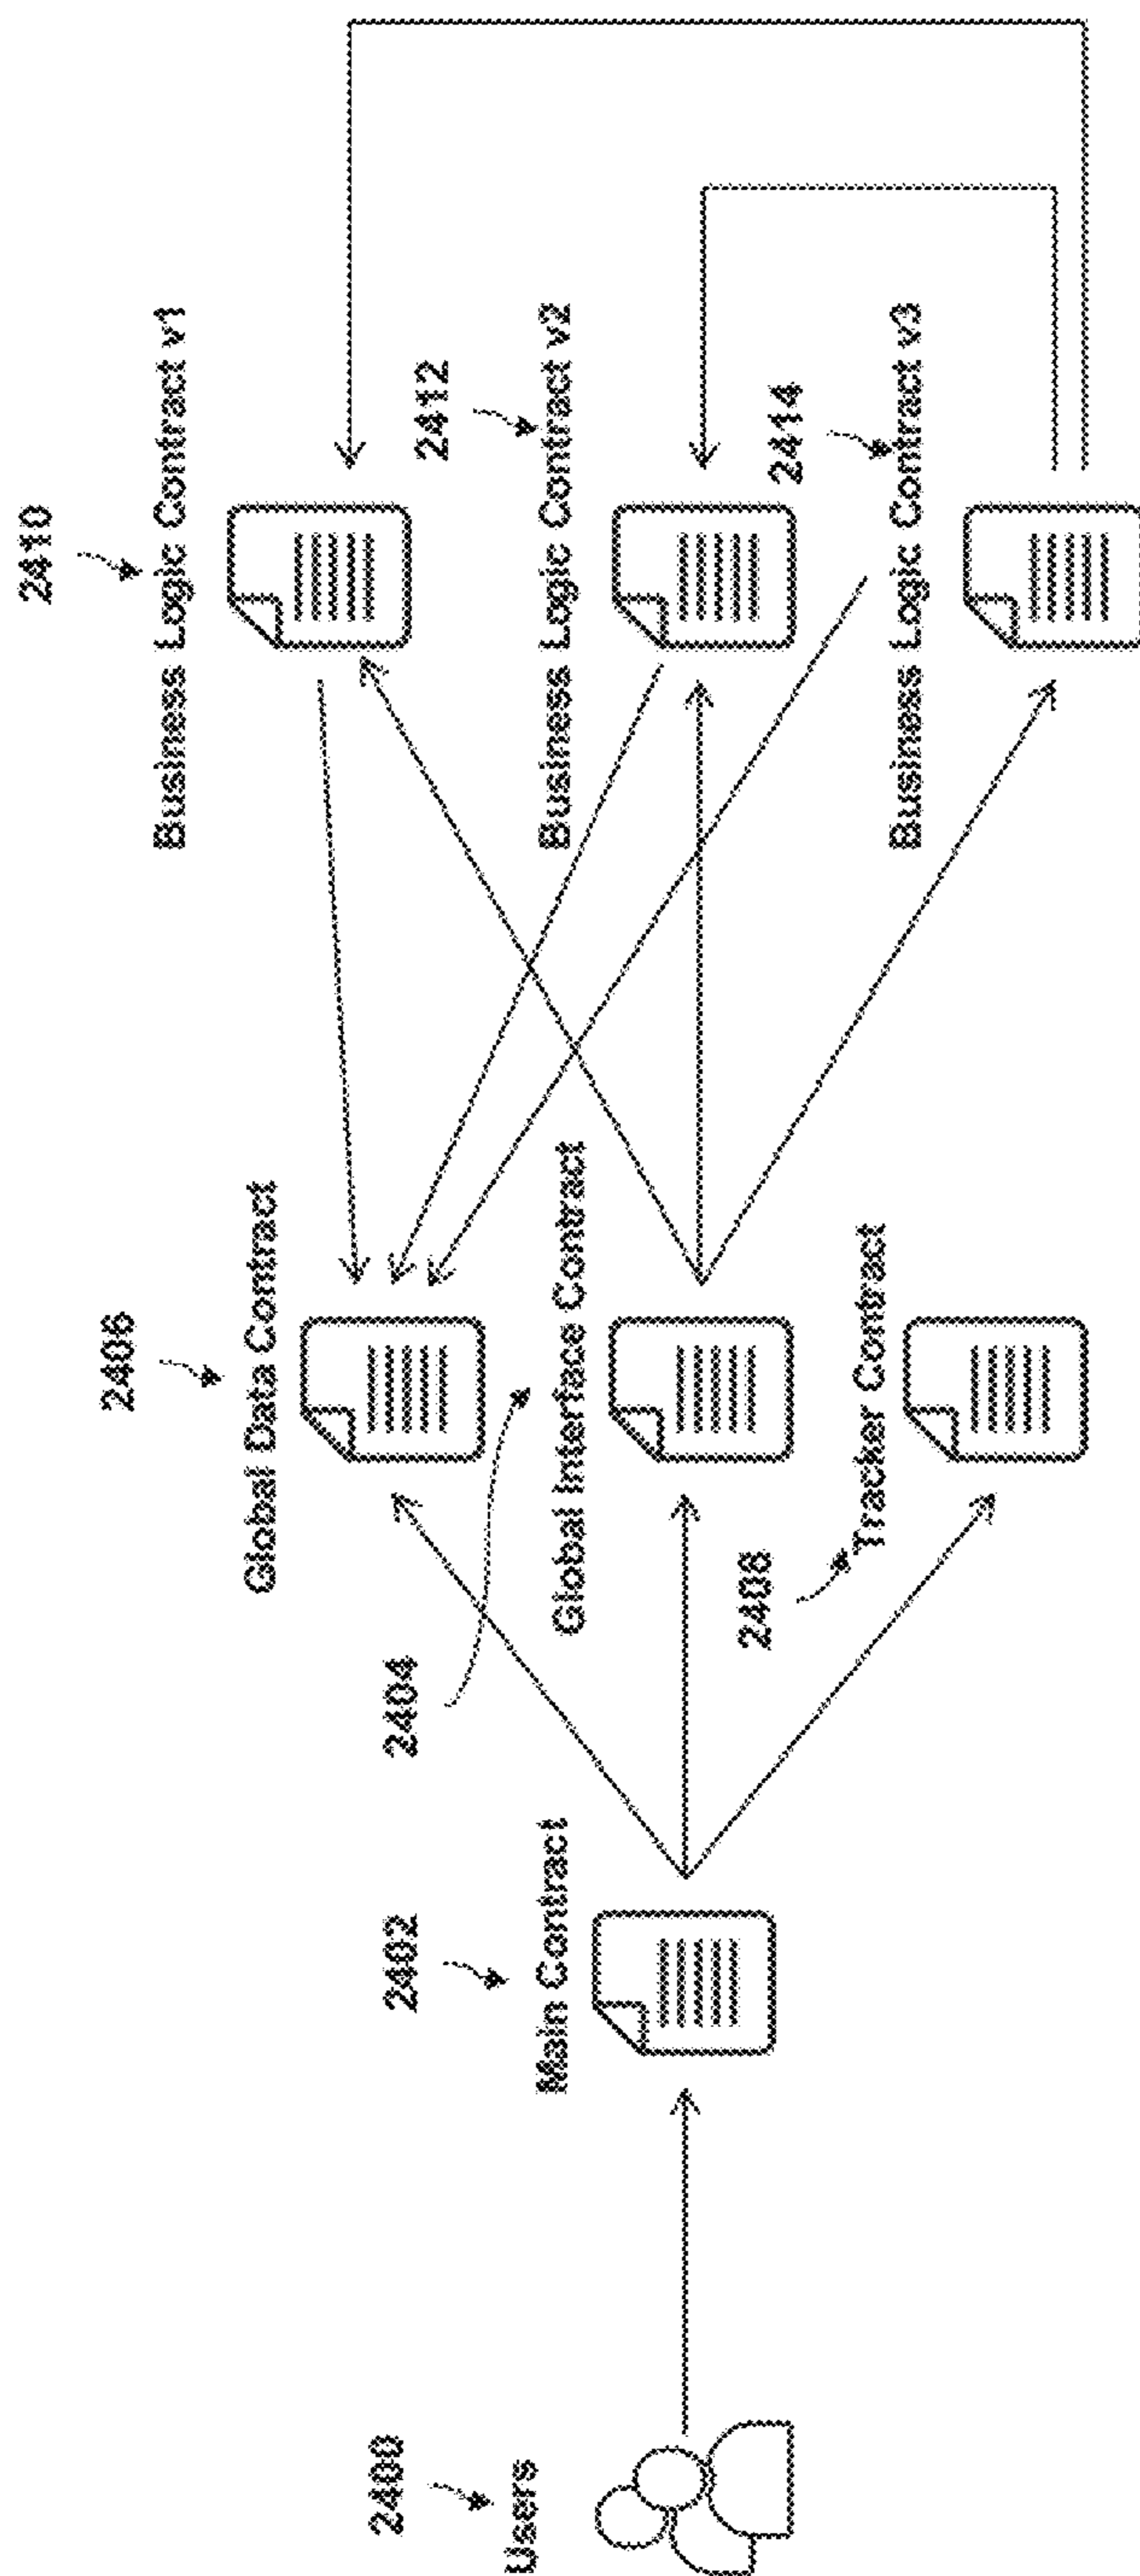 2400
Users
2402
Main Contract
2404
Global Interface Contract
2406
Global Data Contract
2408
Tracker Contract
2410
Business Logic Contract v1
2412
Business Logic Contract v2
2414
Business Logic Contract v3